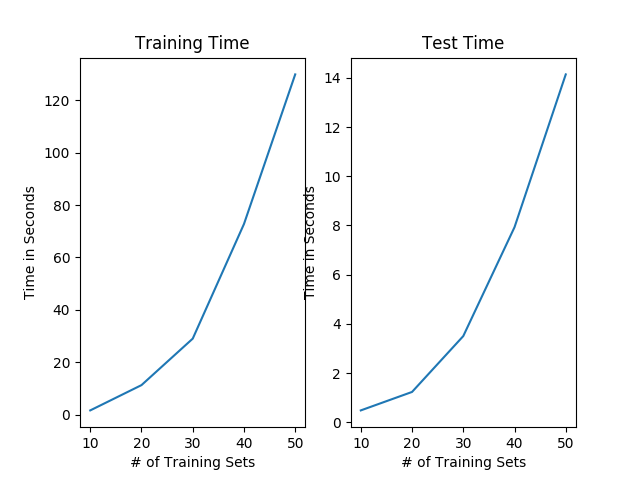 Training Time
Time in Seconds
120
100
80
60
40
20
0
10 20 30 40 50
# of Training Sets
Test Time
Time in Seconds
14
12
10
8
6
4
2
0
10 20 30 40 50
# of Training Sets